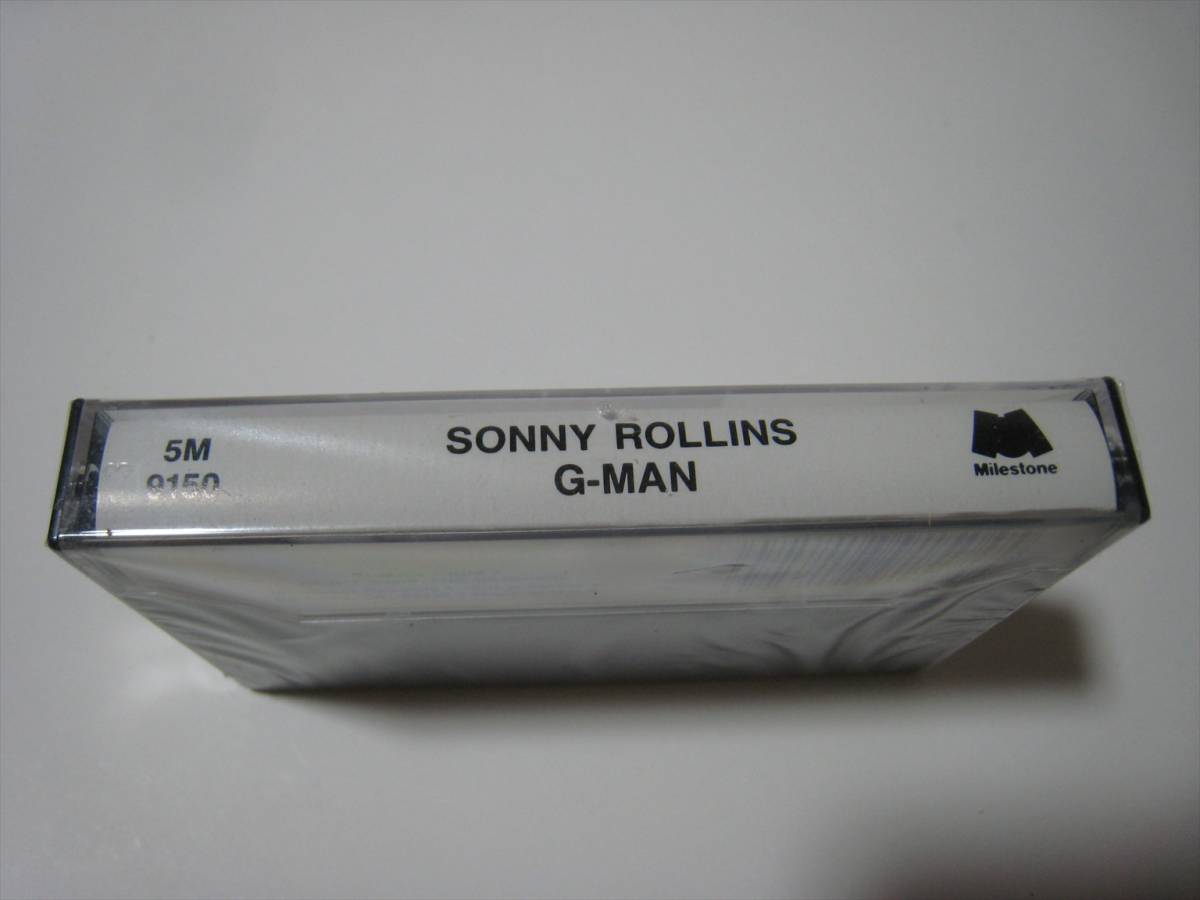 5M
9150
SONNY ROLLINS
G-MAN
Milestone